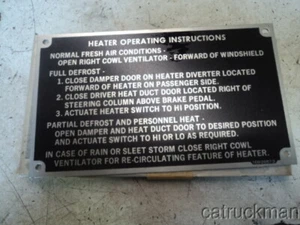 HEATER OPERATING INSTRUCTIONS
NORMAL FRESH AIR CONDITIONS -
OPEN RIGHT COWL VENTILATOR - FORWARD OF WINDSHIELD
FULL DEFROST -
1. CLOSE DAMPER DOOR ON HEATER DIVERTER LOCATED
FORWARD OF HEATER ON PASSENGER SIDE.
2. CLOSE DRIVER HEAT DUCT DOOR LOCATED RIGHT OF
STEERING COLUMN ABOVE BRAKE PEDAL.
3. ACTUATE HEATER SWITCH TO HI POSITION.
PARTIAL DEFROST AND PERSONNEL HEAT -
OPEN DAMPER AND HEAT DUCT DOOR TO DESIRED POSITION
AND ACTUATE SWITCH TO HI OR LO AS REQUIRED.
IN CASE OF RAIN OR SLEET STORM CLOSE RIGHT COWL
VENTILATOR FOR RE-CIRCULATING FEATURE OF HEATER.
catruckman